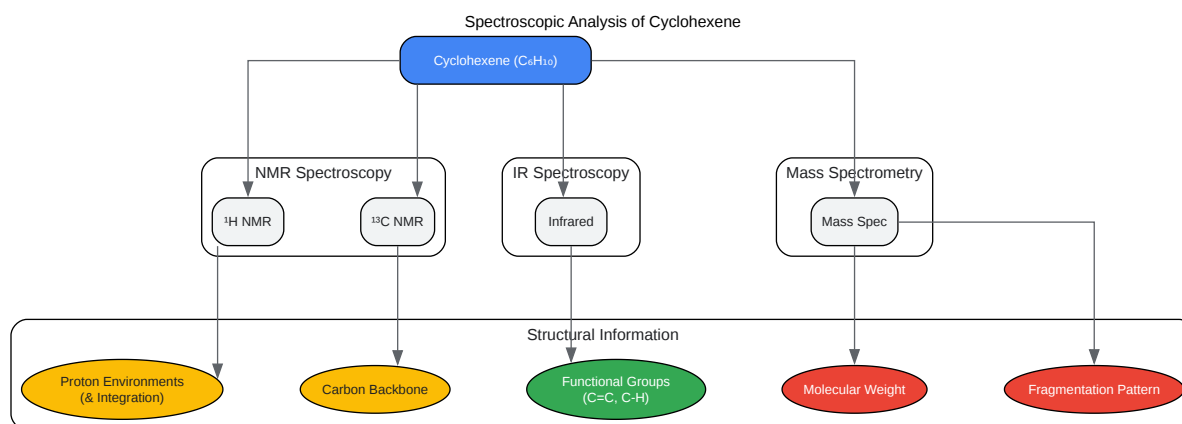 Spectroscopic Analysis of Cyclohexene
Cyclohexene (C₆H₁₀)
NMR Spectroscopy
IR Spectroscopy
Mass Spectrometry
¹H NMR
¹³C NMR
Infrared
Mass Spec
Structural Information
Proton Environments
(& Integration)
Carbon Backbone
Functional Groups
(C=C, C-H)
Molecular Weight
Fragmentation Pattern